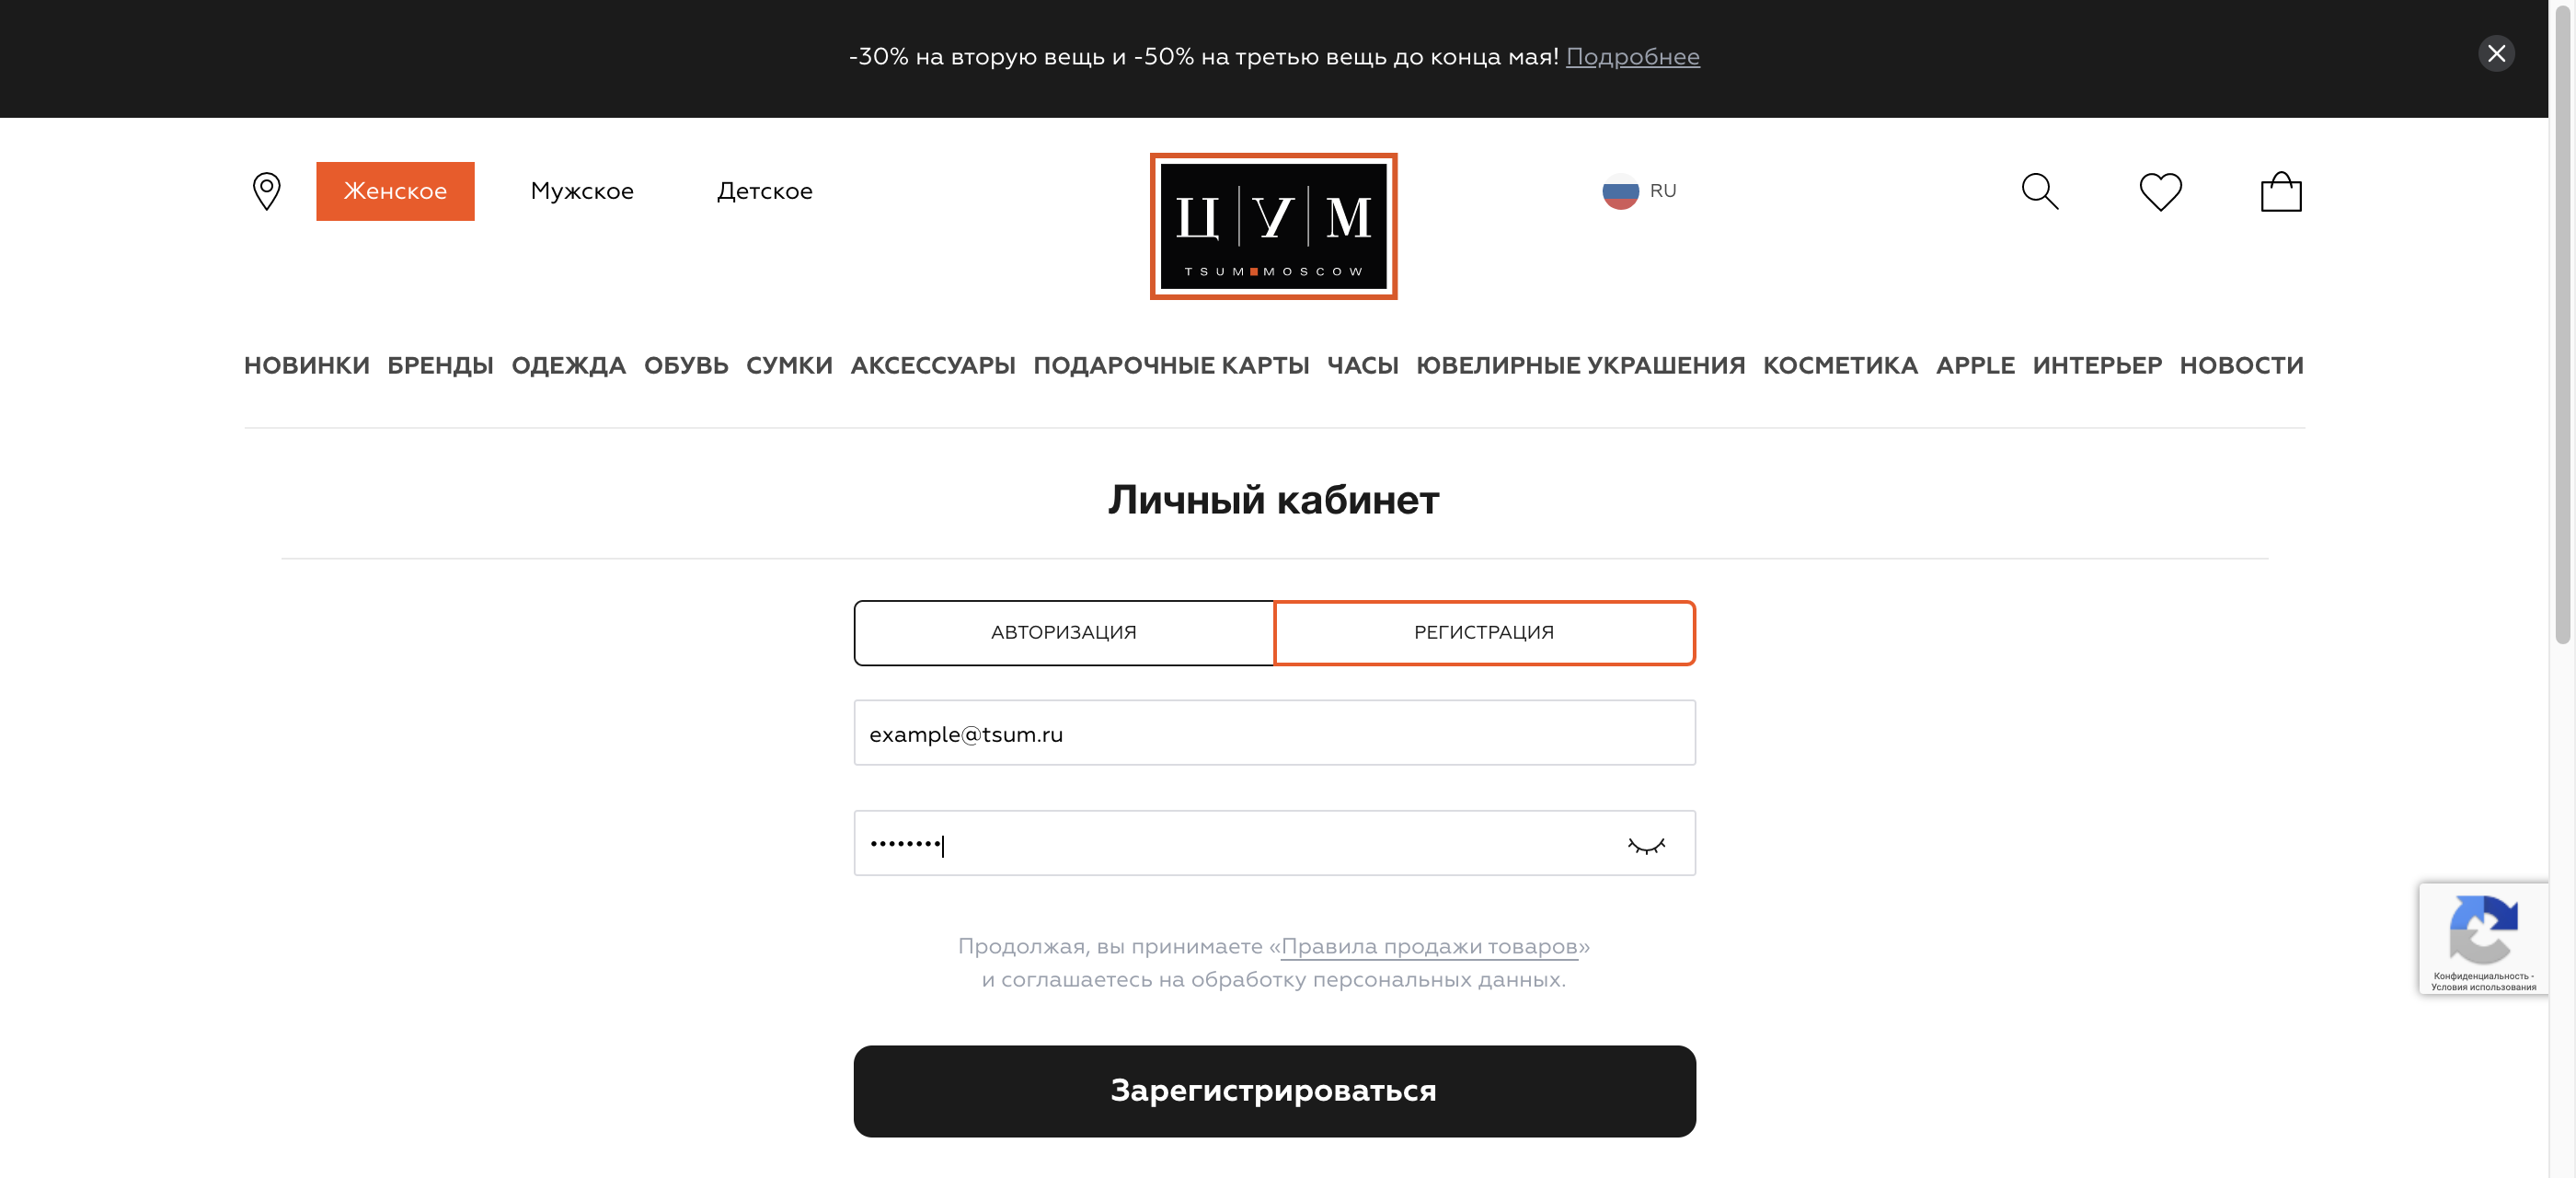 -30% на вторую вещь и -50% на третью вещь до конца мая! Подробнее
Женское Мужское Детское
ЦУМ
TSUM MOSCOW
RU
НОВИНКИ БРЕНДЫ ОДЕЖДА ОБУВЬ СУМКИ АКСЕССУАРЫ ПОДАРОЧНЫЕ КАРТЫ ЧАСЫ ЮВЕЛИРНЫЕ УКРАШЕНИЯ КОСМЕТИКА APPLE ИНТЕРЬЕР НОВОСТИ
Личный кабинет
АВТОРИЗАЦИЯ РЕГИСТРАЦИЯ
example@tsum.ru
••••••••
Продолжая, вы принимаете «Правила продажи товаров»
и соглашаетесь на обработку персональных данных.
Зарегистрироваться
Конфиденциальность -
Условия использования